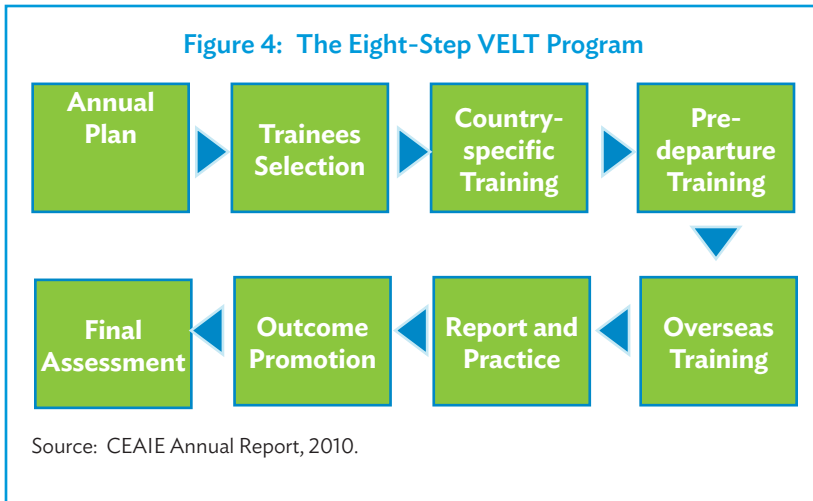 Figure 4: The Eight-Step VELT Program
Annual
Plan
Trainees
Selection
Country-
specific
Training
Pre-
departure
Training
Overseas
Training
Report and
Practice
Outcome
Promotion
Final
Assessment
Source: CEAIE Annual Report, 2010.